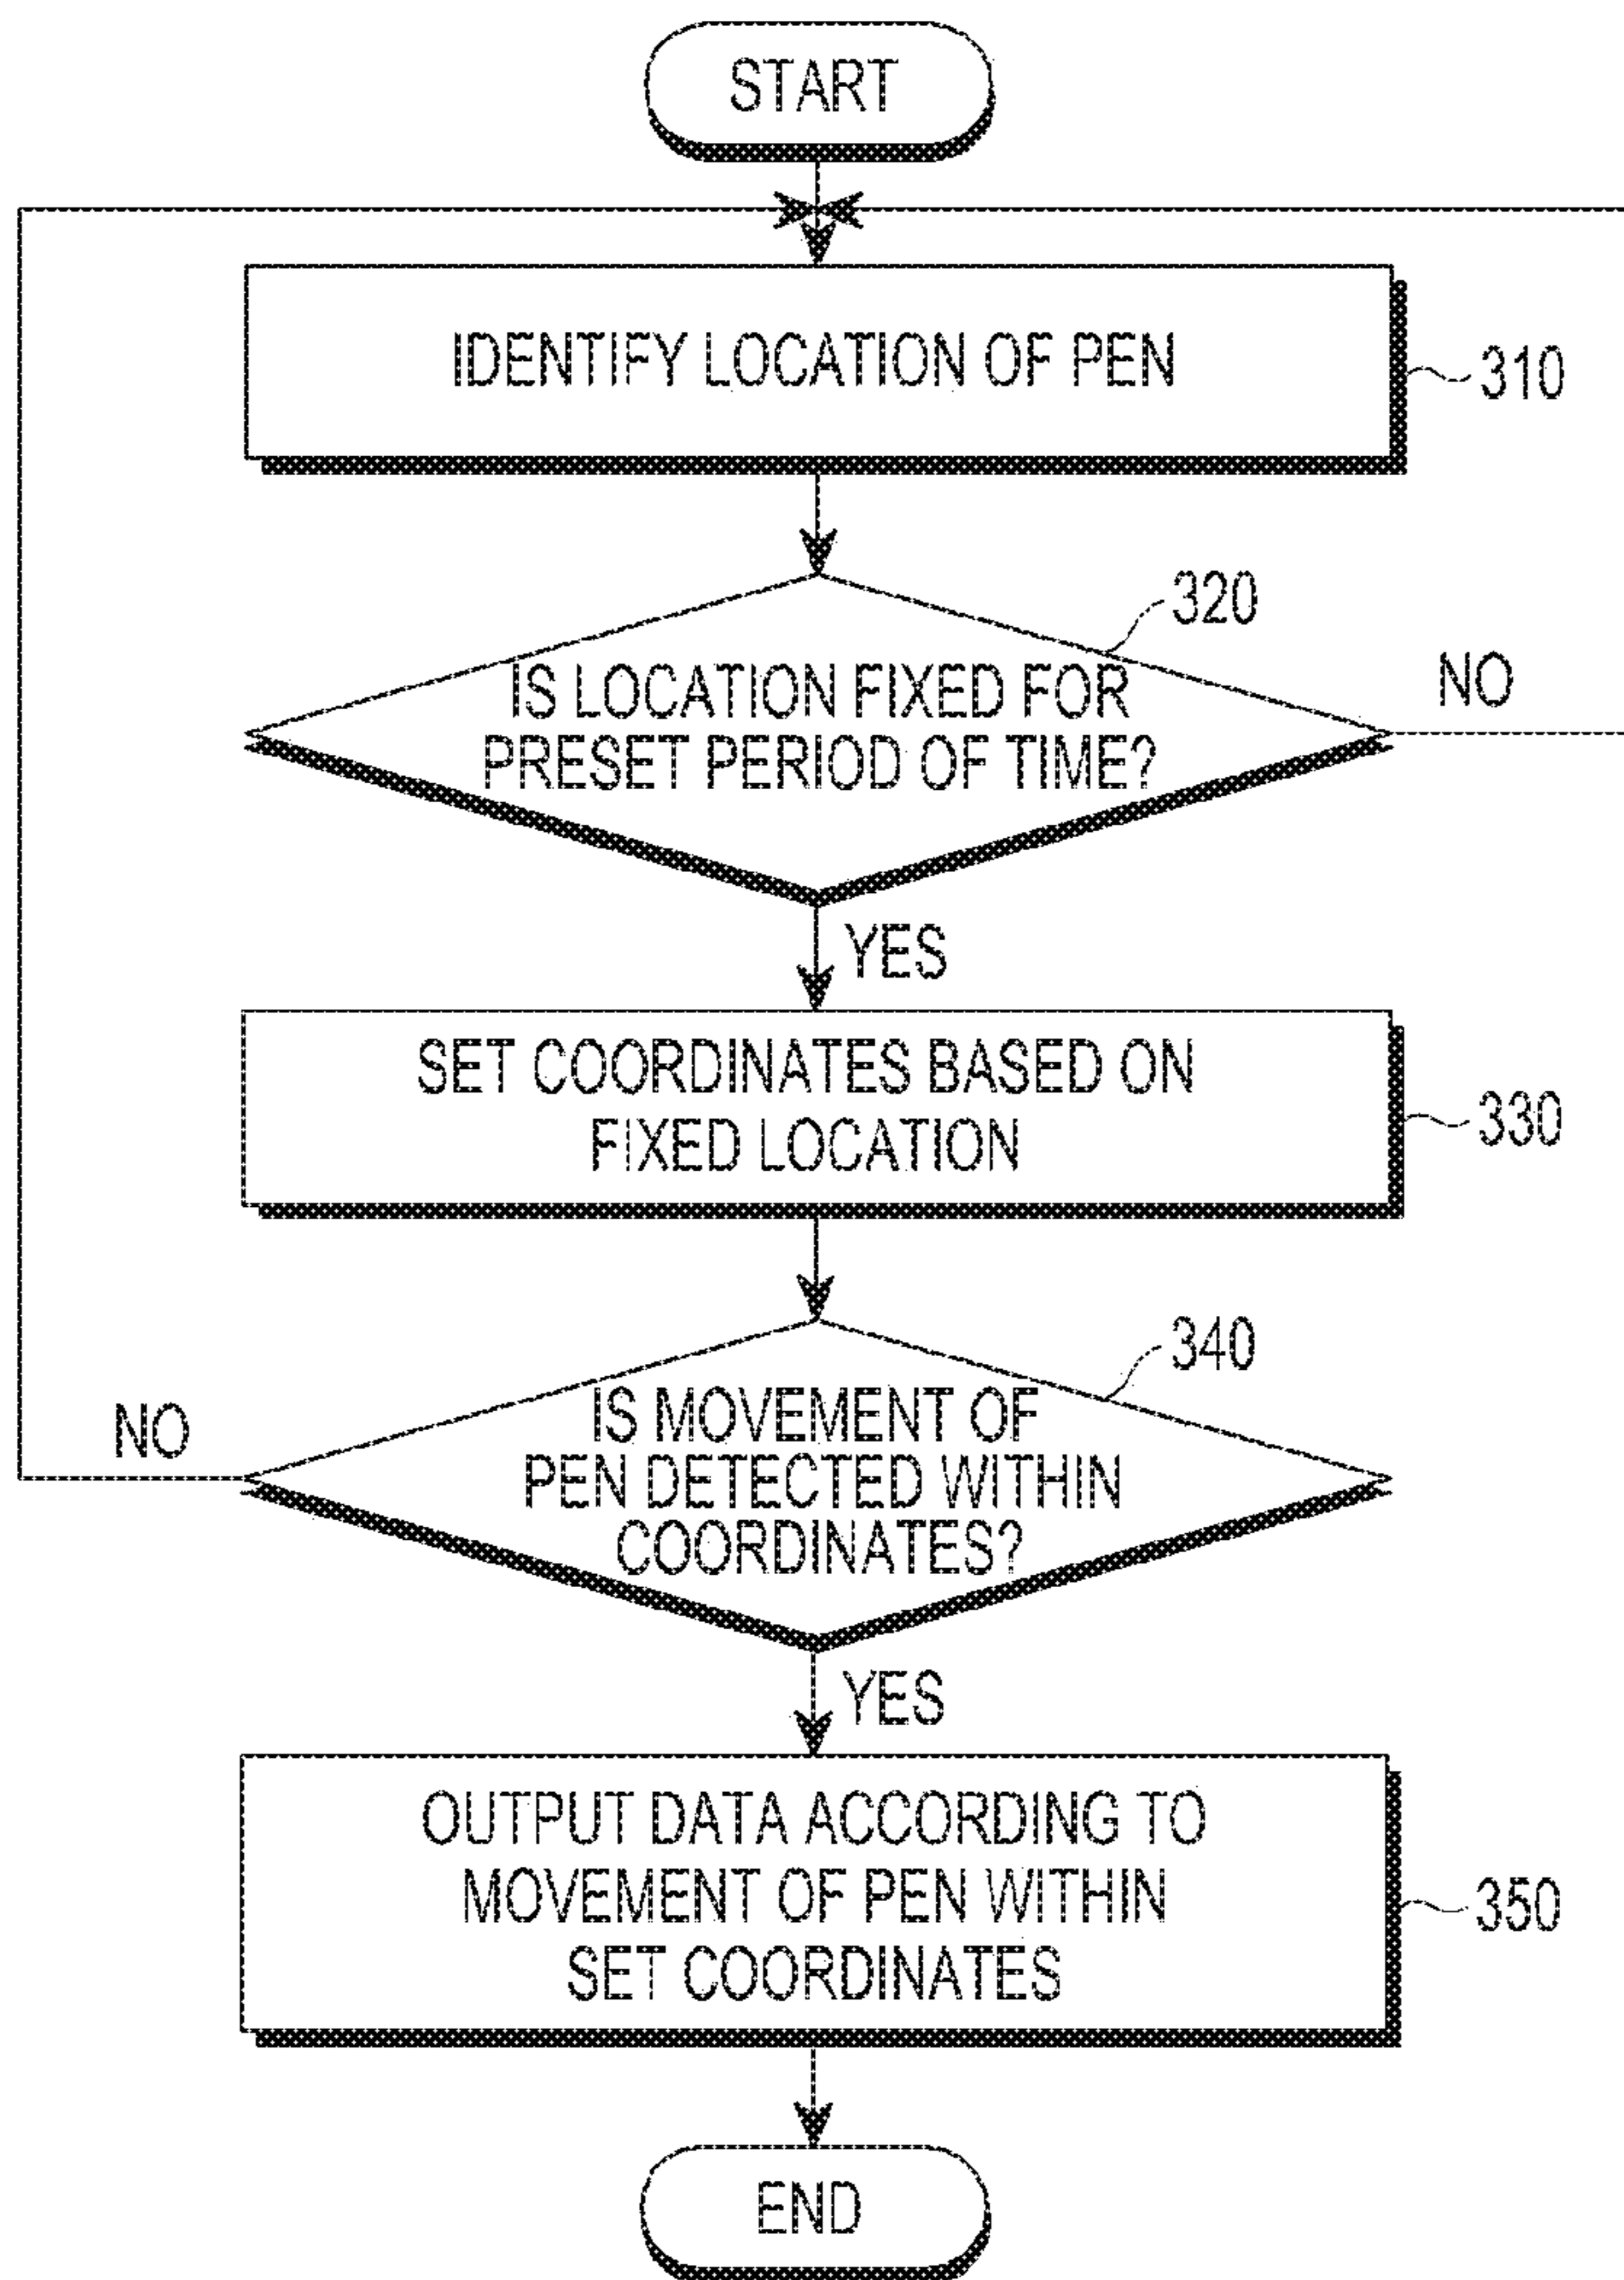 START
IDENTIFY LOCATION OF PEN
310
320
IS LOCATION FIXED FOR
PRESET PERIOD OF TIME?
NO
YES
SET COORDINATES BASED ON
FIXED LOCATION
330
340
IS MOVEMENT OF
PEN DETECTED WITHIN
COORDINATES?
NO
YES
OUTPUT DATA ACCORDING TO
MOVEMENT OF PEN WITHIN
SET COORDINATES
350
END